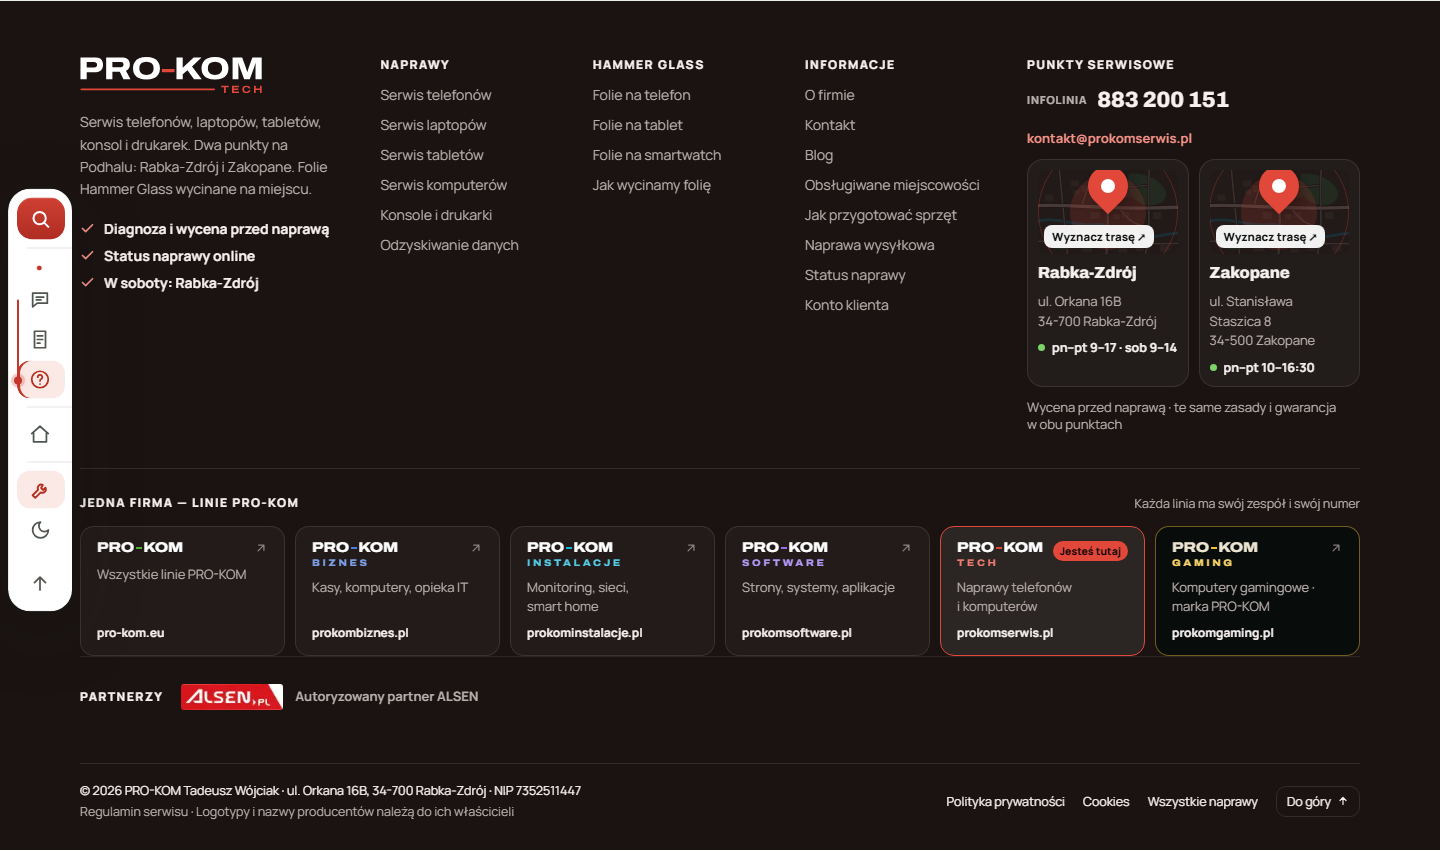 PRO-KOM
TECH
Serwis telefonów, laptopów, tabletów,
konsol i drukarek. Dwa punkty na
Podhalu: Rabka-Zdrój i Zakopane. Folie
Hammer Glass wycinane na miejscu.
Diagnoza i wycena przed naprawą
Status naprawy online
W soboty: Rabka-Zdrój
NAPRAWY
Serwis telefonów
Serwis laptopów
Serwis tabletów
Serwis komputerów
Konsole i drukarki
Odzyskiwanie danych
HAMMER GLASS
Folie na telefon
Folie na tablet
Folie na smartwatch
Jak wycinamy folię
INFORMACJE
O firmie
Kontakt
Blog
Obsługiwane miejscowości
Jak przygotować sprzęt
Naprawa wysyłkowa
Status naprawy
Konto klienta
PUNKTY SERWISOWE
INFOLINIA 883 200 151
kontakt@prokomserwis.pl
Wyznacz trasę ↗
Rabka-Zdrój
ul. Orkana 16B
34-700 Rabka-Zdrój
pn–pt 9–17 · sob 9–14
Wyznacz trasę ↗
Zakopane
ul. Stanisława
Staszica 8
34-500 Zakopane
pn–pt 10–16:30
Wycena przed naprawą · te same zasady i gwarancja
w obu punktach
JEDNA FIRMA — LINIE PRO-KOM
Każda linia ma swój zespół i swój numer
PRO-KOM
Wszystkie linie PRO-KOM
pro-kom.eu
PRO-KOM
BIZNES
Kasy, komputery, opieka IT
prokombiznes.pl
PRO-KOM
INSTALACJE
Monitoring, sieci,
smart home
prokominstalacje.pl
PRO-KOM
SOFTWARE
Strony, systemy, aplikacje
prokomsoftware.pl
PRO-KOM
TECH
Jesteś tutaj
Naprawy telefonów
i komputerów
prokomserwis.pl
PRO-KOM
GAMING
Komputery gamingowe ·
marka PRO-KOM
prokomgaming.pl
PARTNERZY
ALSEN.PL
Autoryzowany partner ALSEN
© 2026 PRO-KOM Tadeusz Wójciak · ul. Orkana 16B, 34-700 Rabka-Zdrój · NIP 7352511447
Regulamin serwisu · Logotypy i nazwy producentów należą do ich właścicieli
Polityka prywatności
Cookies
Wszystkie naprawy
Do góry ↑